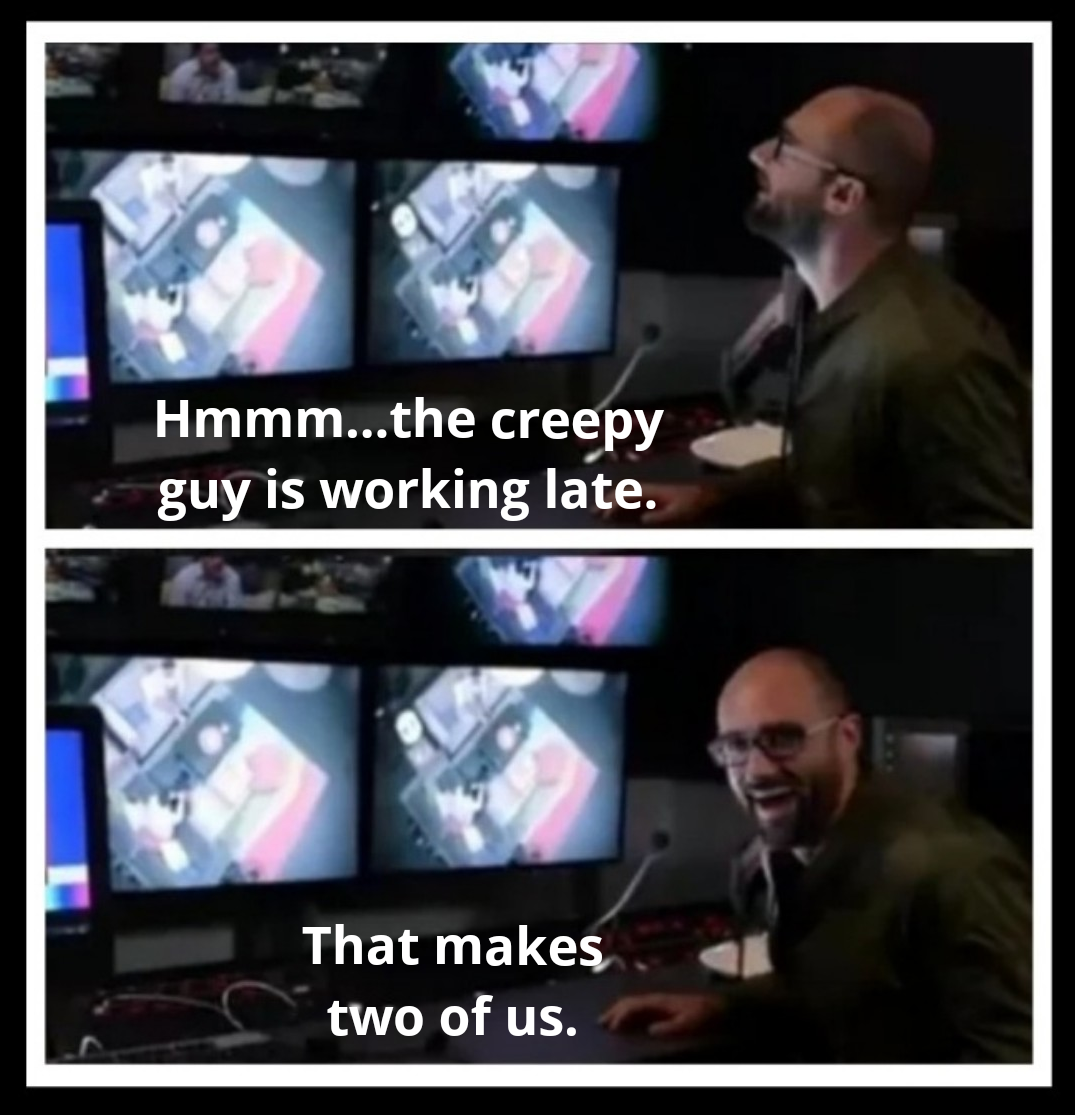 Hmmm...the creepy
guy is working late.
That makes
two of us.